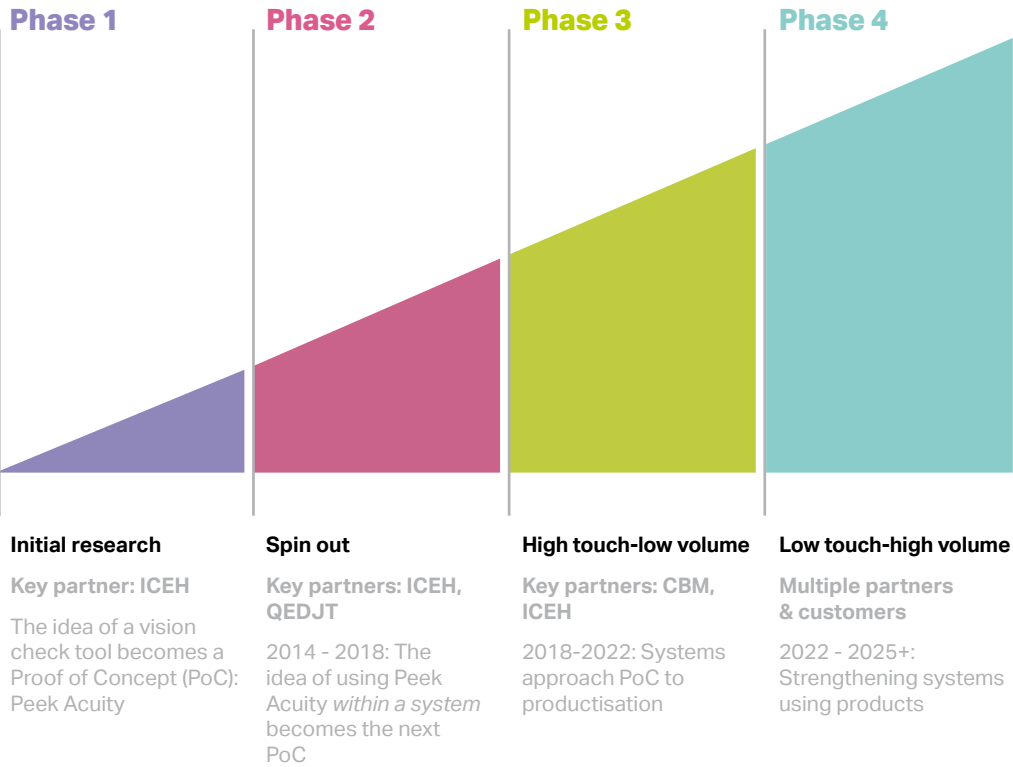 Phase 1
Phase 2
Phase 3
Phase 4
Initial research
Key partner: ICEH
The idea of a vision
check tool becomes a
Proof of Concept (PoC):
Peek Acuity
Spin out
Key partners: ICEH,
QEDJT
2014 - 2018: The
idea of using Peek
Acuity within a system
becomes the next
PoC
High touch-low volume
Key partners: CBM,
ICEH
2018-2022: Systems
approach PoC to
productisation
Low touch-high volume
Multiple partners
& customers
2022 - 2025+:
Strengthening systems
using products